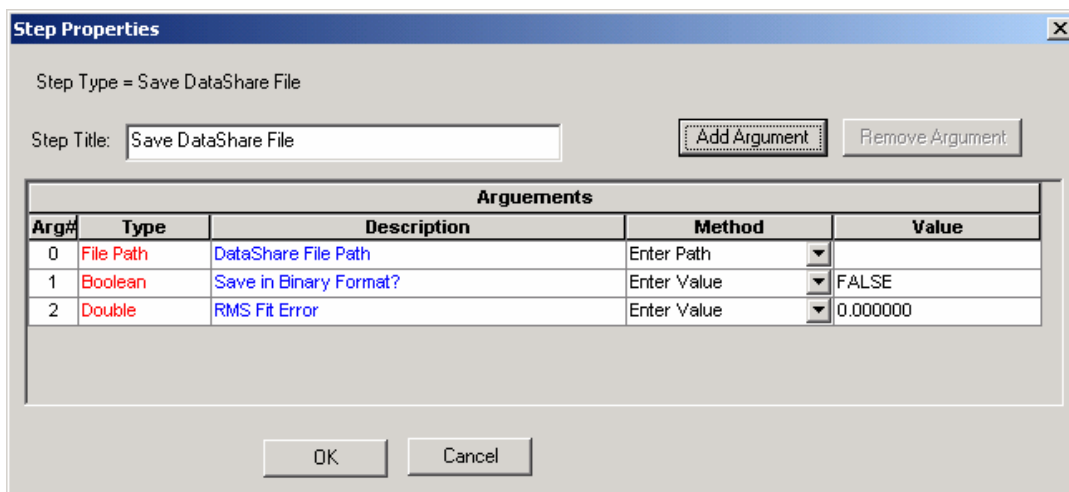 Step Properties
Step Type = Save DataShare File
Step Title: Save DataShare File Add Argument Remove Argument
Arguements
Arg# Type Description Method Value
0 File Path DataShare File Path Enter Path
1 Boolean Save in Binary Format? Enter Value FALSE
2 Double RMS Fit Error Enter Value 0.000000
OK Cancel